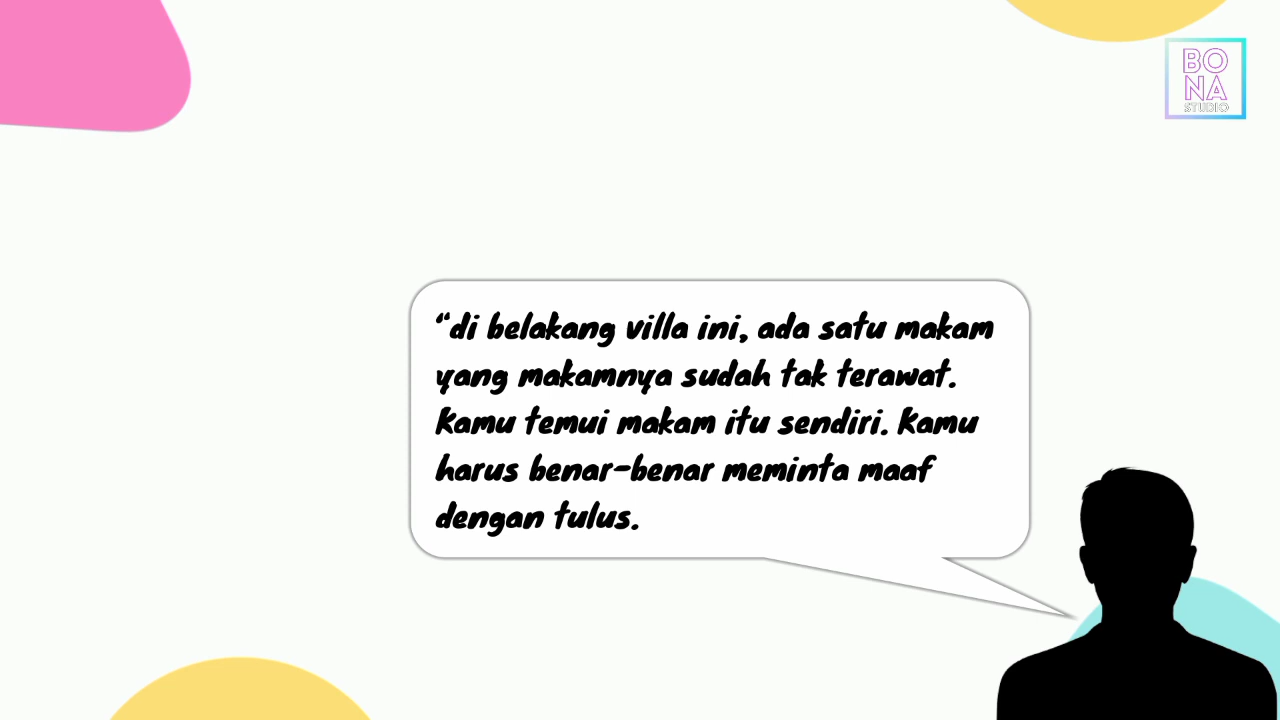 BO
NA
STUDIO
“di belakang villa ini, ada satu makam
yang makamnya sudah tak terawat.
Kamu temui makam itu sendiri. Kamu
harus benar-benar meminta maaf
dengan tulus.